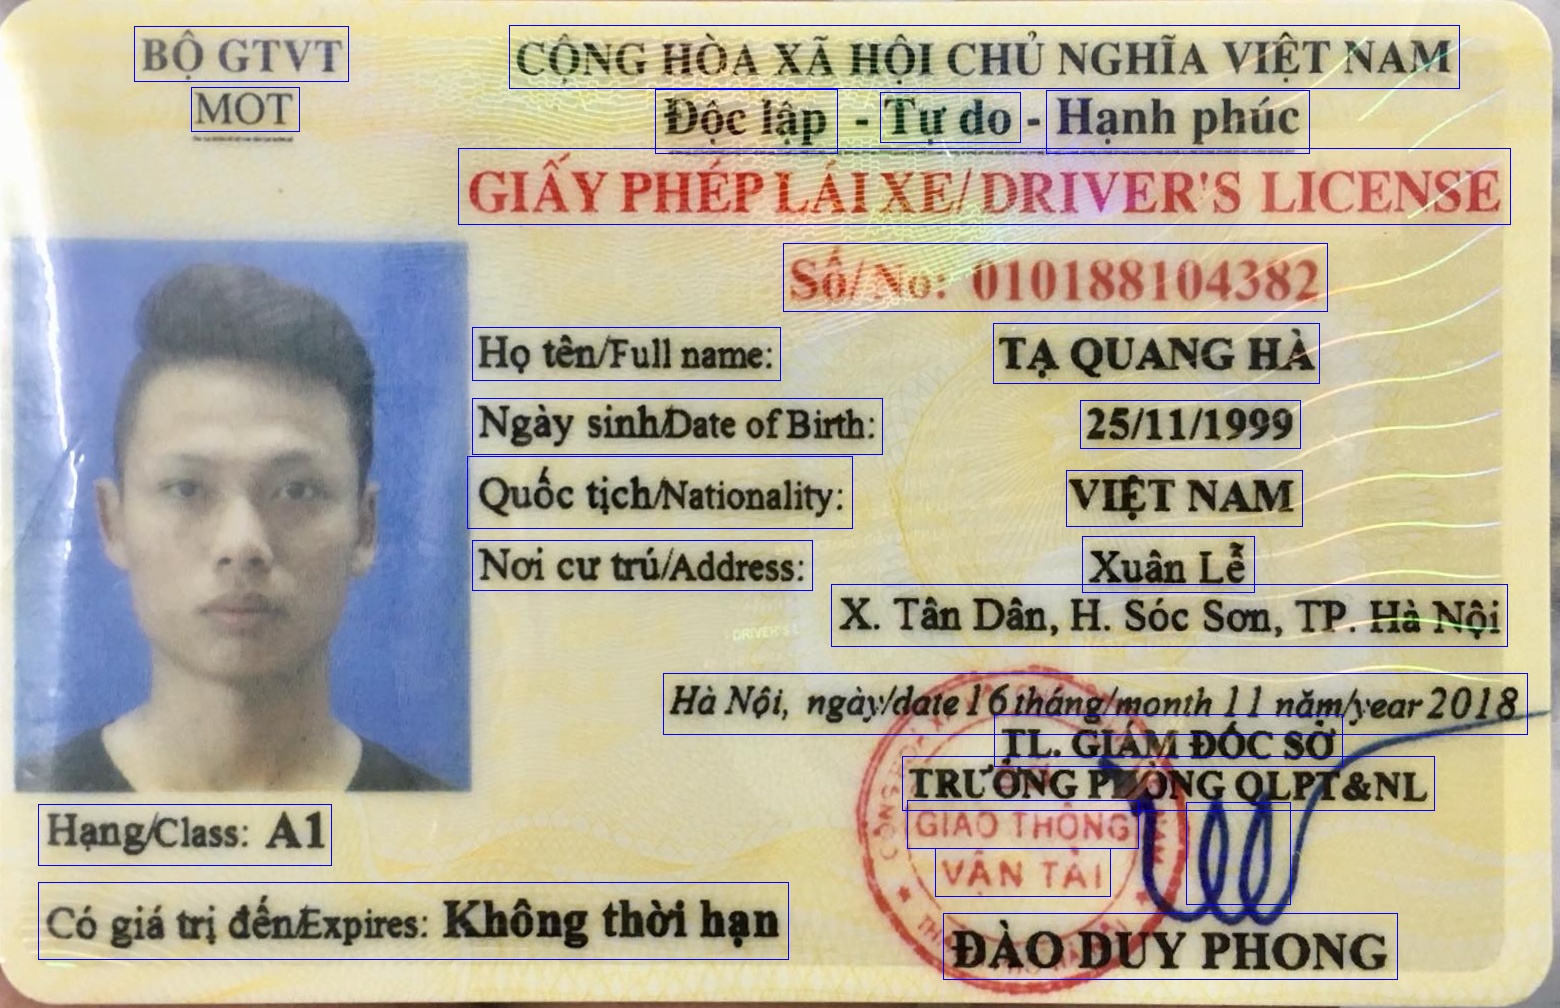 BỘ GTVT
MOT
CỘNG HÒA XÃ HỘI CHỦ NGHĨA VIỆT NAM
Độc lập - Tự do - Hạnh phúc
GIẤY PHÉP LÁI XE/ DRIVER'S LICENSE
Số/ No: 010188104382
Họ tên/Full name: TẠ QUANG HÀ
Ngày sinh/Date of Birth: 25/11/1999
Quốc tịch/Nationality: VIỆT NAM
Nơi cư trú/Address: Xuân Lễ
X. Tân Dân, H. Sóc Sơn, TP. Hà Nội
Hà Nội, ngày/date 16 tháng/month 11 năm/year 2018
TL. GIÁM ĐỐC SỞ
TRƯỞNG PHÒNG QLPT&NL
GIAO THÔNG
VẬN TẢI
ĐÀO DUY PHONG
Hạng/Class: A1
Có giá trị đến/Expires: Không thời hạn